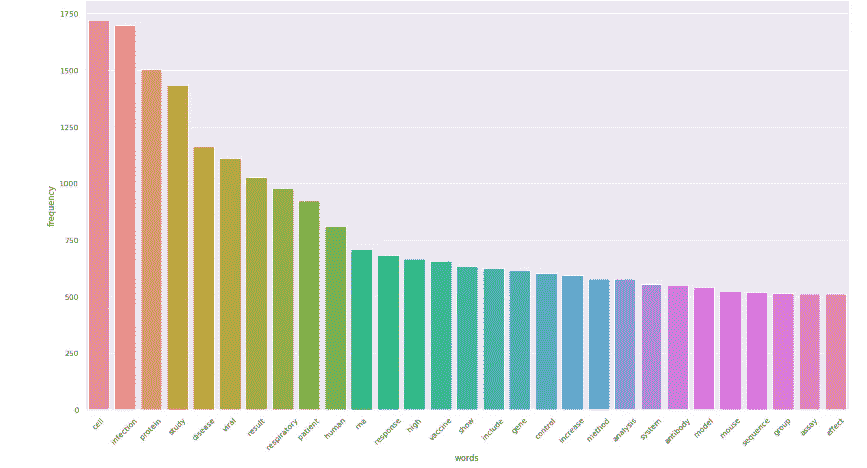 1750
1500
1250
1000
750
500
250
0
frequency
cell
infection
protein
study
disease
viral
result
respiratory
patient
human
rna
response
high
vaccine
show
include
gene
control
increase
method
analysis
system
antibody
model
mouse
sequence
group
assay
effect
words